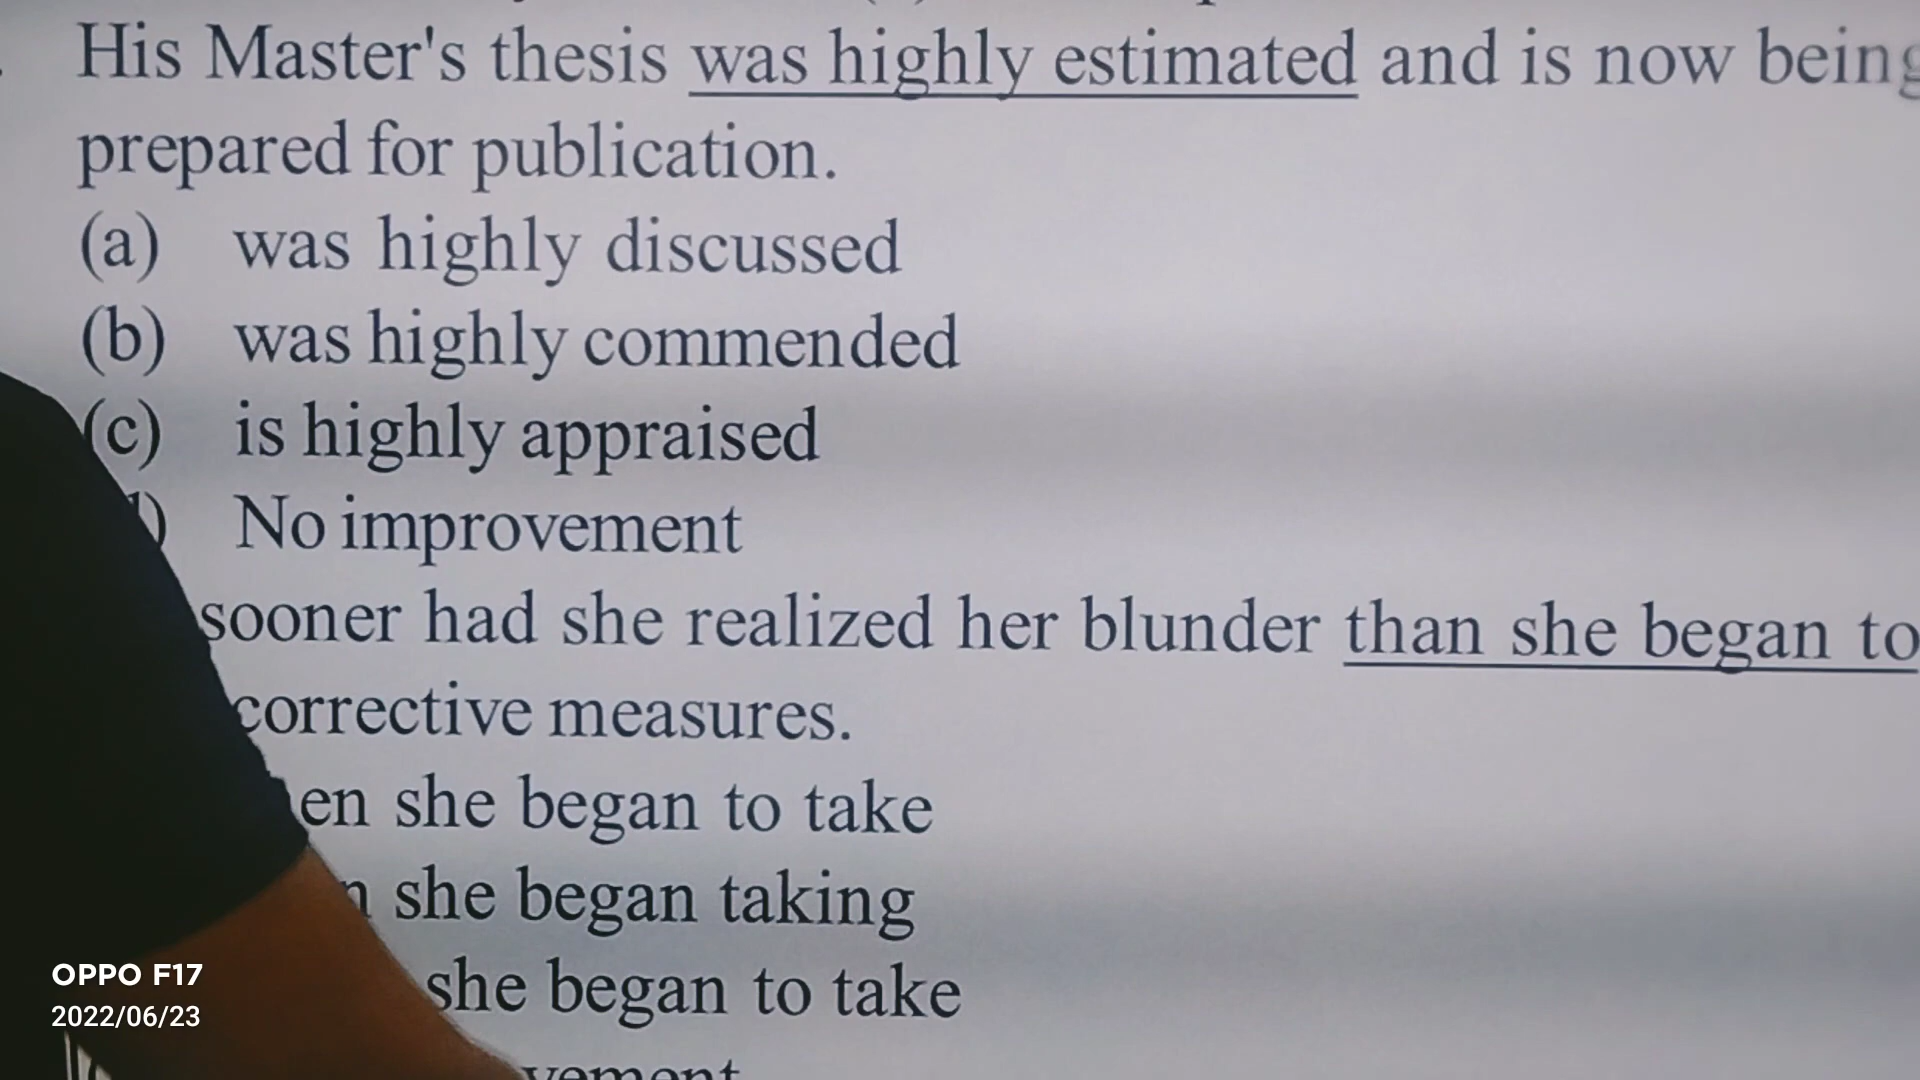 His Master's thesis was highly estimated and is now being
prepared for publication.
(a) was highly discussed
(b) was highly commended
(c) is highly appraised
No improvement
sooner had she realized her blunder than she began to
corrective measures.
she began to take
she began taking
she began to take
OPPO F17
2022/06/23